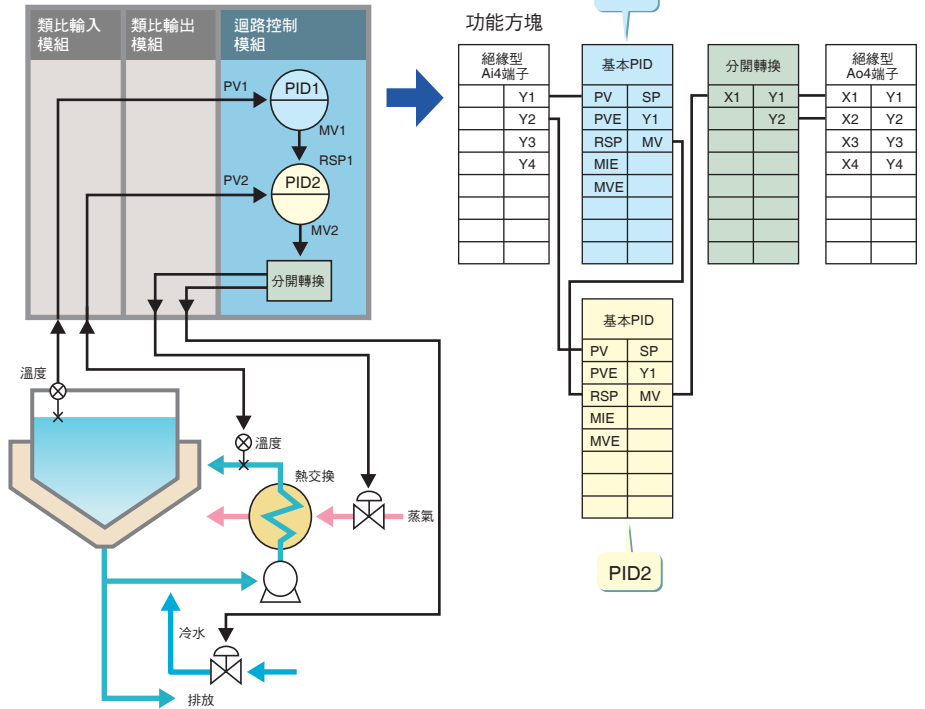 類比輸入
模組
類比輸出
模組
迴路控制
模組
PV1
PID1
MV1
RSP1
PV2
PID2
MV2
分開轉換
溫度
溫度
熱交換
蒸氣
冷水
排放
功能方塊
絕緣型
Ai4端子
Y1
Y2
Y3
Y4
基本PID
PV SP
PVE Y1
RSP MV
MIE
MVE
分開轉換
X1 Y1
Y2
絕緣型
Ao4端子
X1 Y1
X2 Y2
X3 Y3
X4 Y4
基本PID
PV SP
PVE Y1
RSP MV
MIE
MVE
PID2